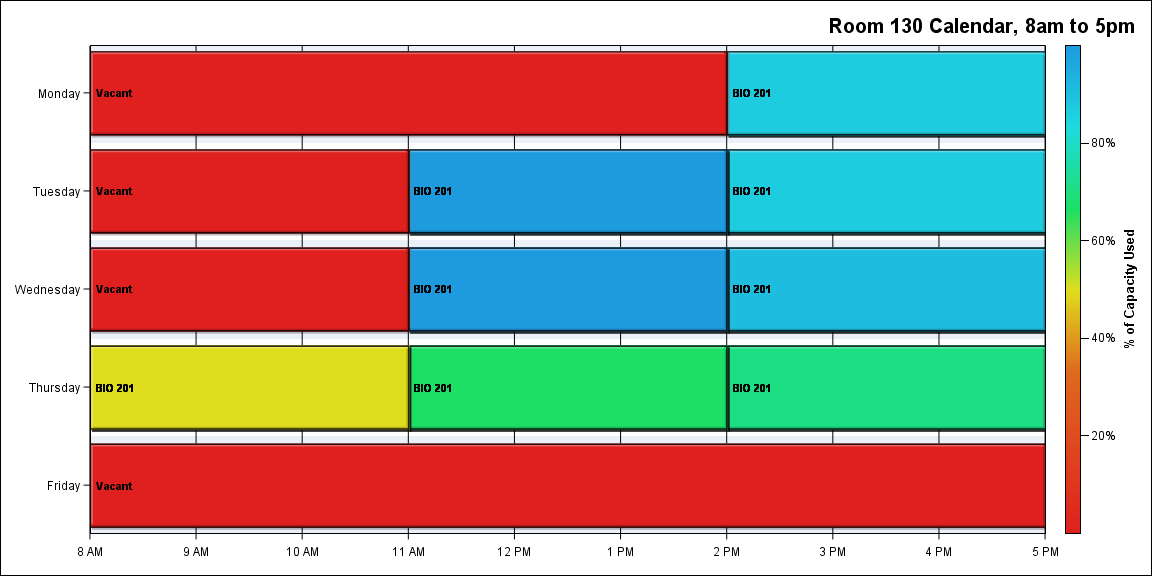 Room 130 Calendar, 8am to 5pm
Monday
Vacant
BIO 201
Tuesday
Vacant
BIO 201
BIO 201
Wednesday
Vacant
BIO 201
BIO 201
Thursday
BIO 201
BIO 201
BIO 201
Friday
Vacant
8 AM
9 AM
10 AM
11 AM
12 PM
1 PM
2 PM
3 PM
4 PM
5 PM
80%
60%
40%
20%
% of Capacity Used